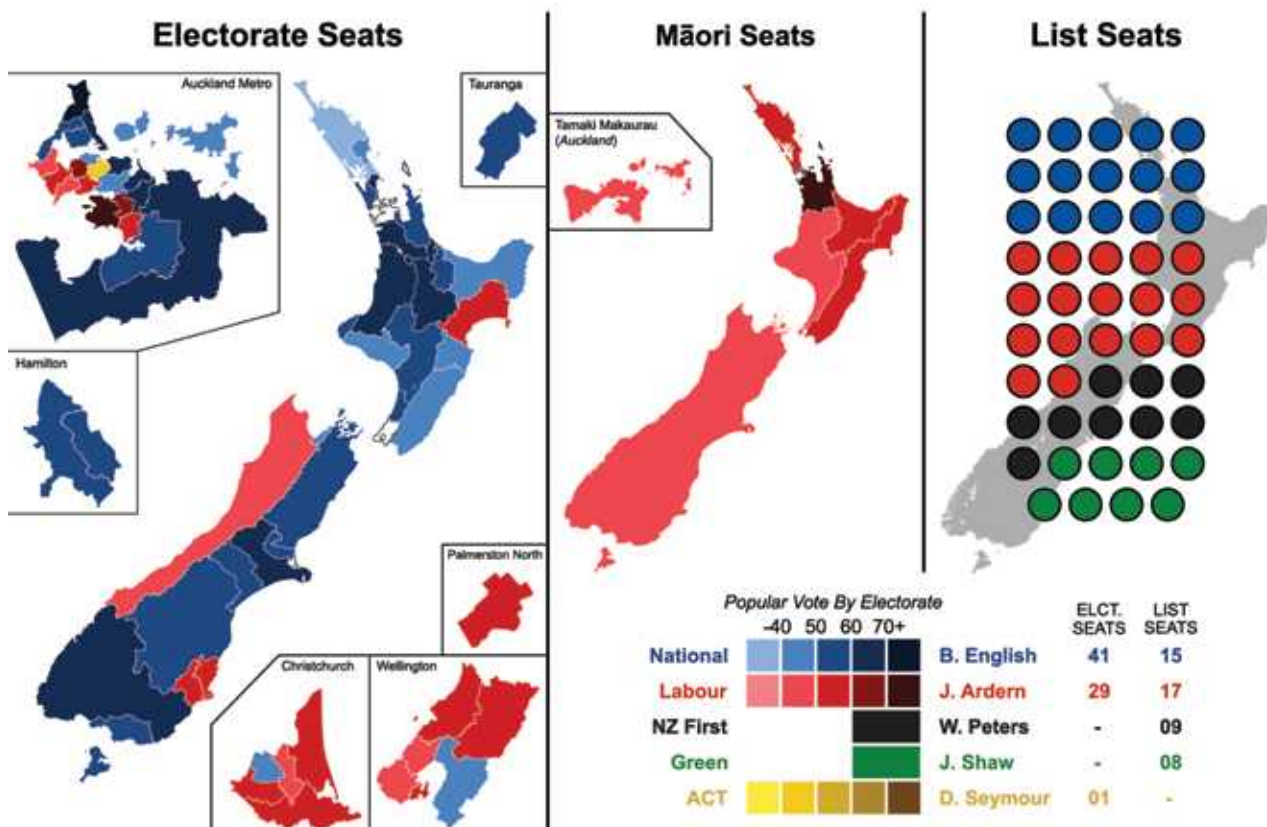 Electorate Seats
Māori Seats
List Seats
Auckland Metro
Tauranga
Tamaki Makaurau
(Auckland)
Hamilton
Palmerston North
Christchurch
Wellington
Popular Vote By Electorate
-40 50 60 70+
ELCT. SEATS
LIST SEATS
National B. English 41 15
Labour J. Ardern 29 17
NZ First W. Peters - 09
Green J. Shaw - 08
ACT D. Seymour 01 -